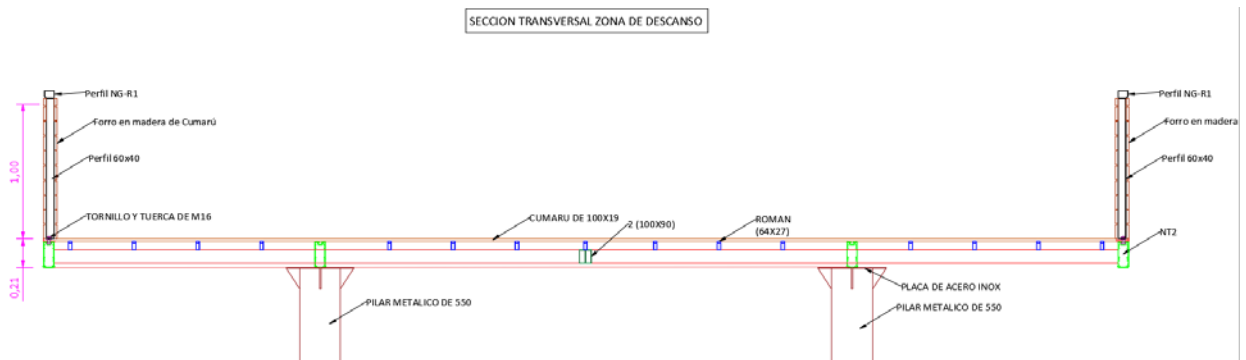 SECCION TRANSVERSAL ZONA DE DESCANSO
Perfil NG-R1
Perfil NG-R1
Forro en madera de Cumarú
Forro en madera
1,00
Perfil 60x40
Perfil 60x40
TORNILLO Y TUERCA DE M16
CUMARU DE 100X19
2 (100X90)
ROMAN
(64X27)
NT2
0,21
PLACA DE ACERO INOX
PILAR METALICO DE 550
PILAR METALICO DE 550